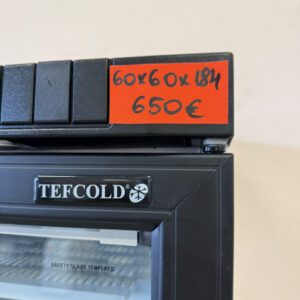 60x60x184
650€
TEFCOLD®
SAFETY GLASS TEMPERED